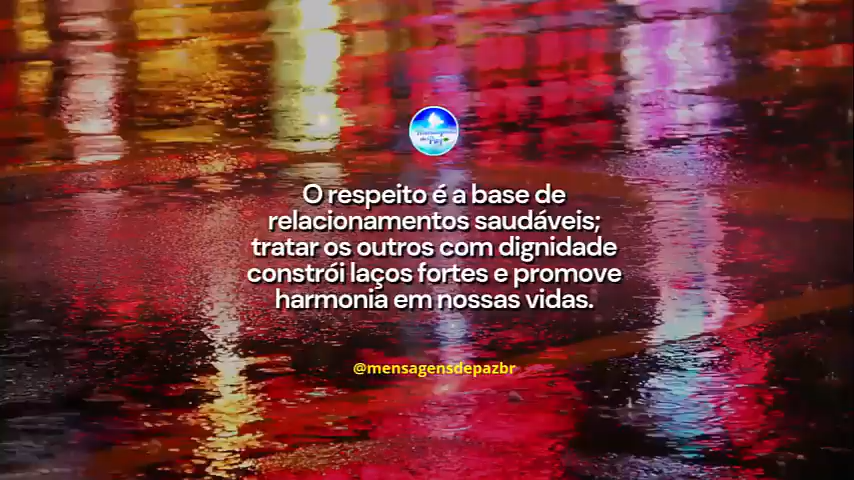 O respeito é a base de
relacionamentos saudáveis;
tratar os outros com dignidade
constrói laços fortes e promove
harmonia em nossas vidas.
@mensagensdepazbr